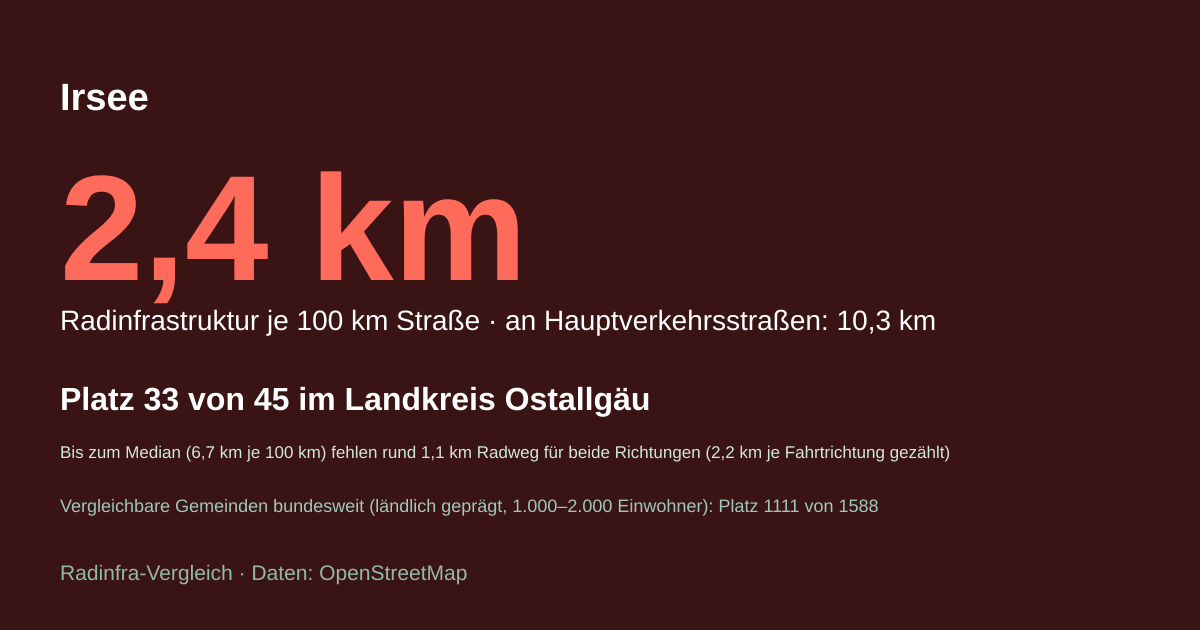 Irsee
2,4 km
Radinfrastruktur je 100 km Straße · an Hauptverkehrsstraßen: 10,3 km
Platz 33 von 45 im Landkreis Ostallgäu
Bis zum Median (6,7 km je 100 km) fehlen rund 1,1 km Radweg für beide Richtungen (2,2 km je Fahrtrichtung gezählt)
Vergleichbare Gemeinden bundesweit (ländlich geprägt, 1.000–2.000 Einwohner): Platz 1111 von 1588
Radinfra-Vergleich · Daten: OpenStreetMap